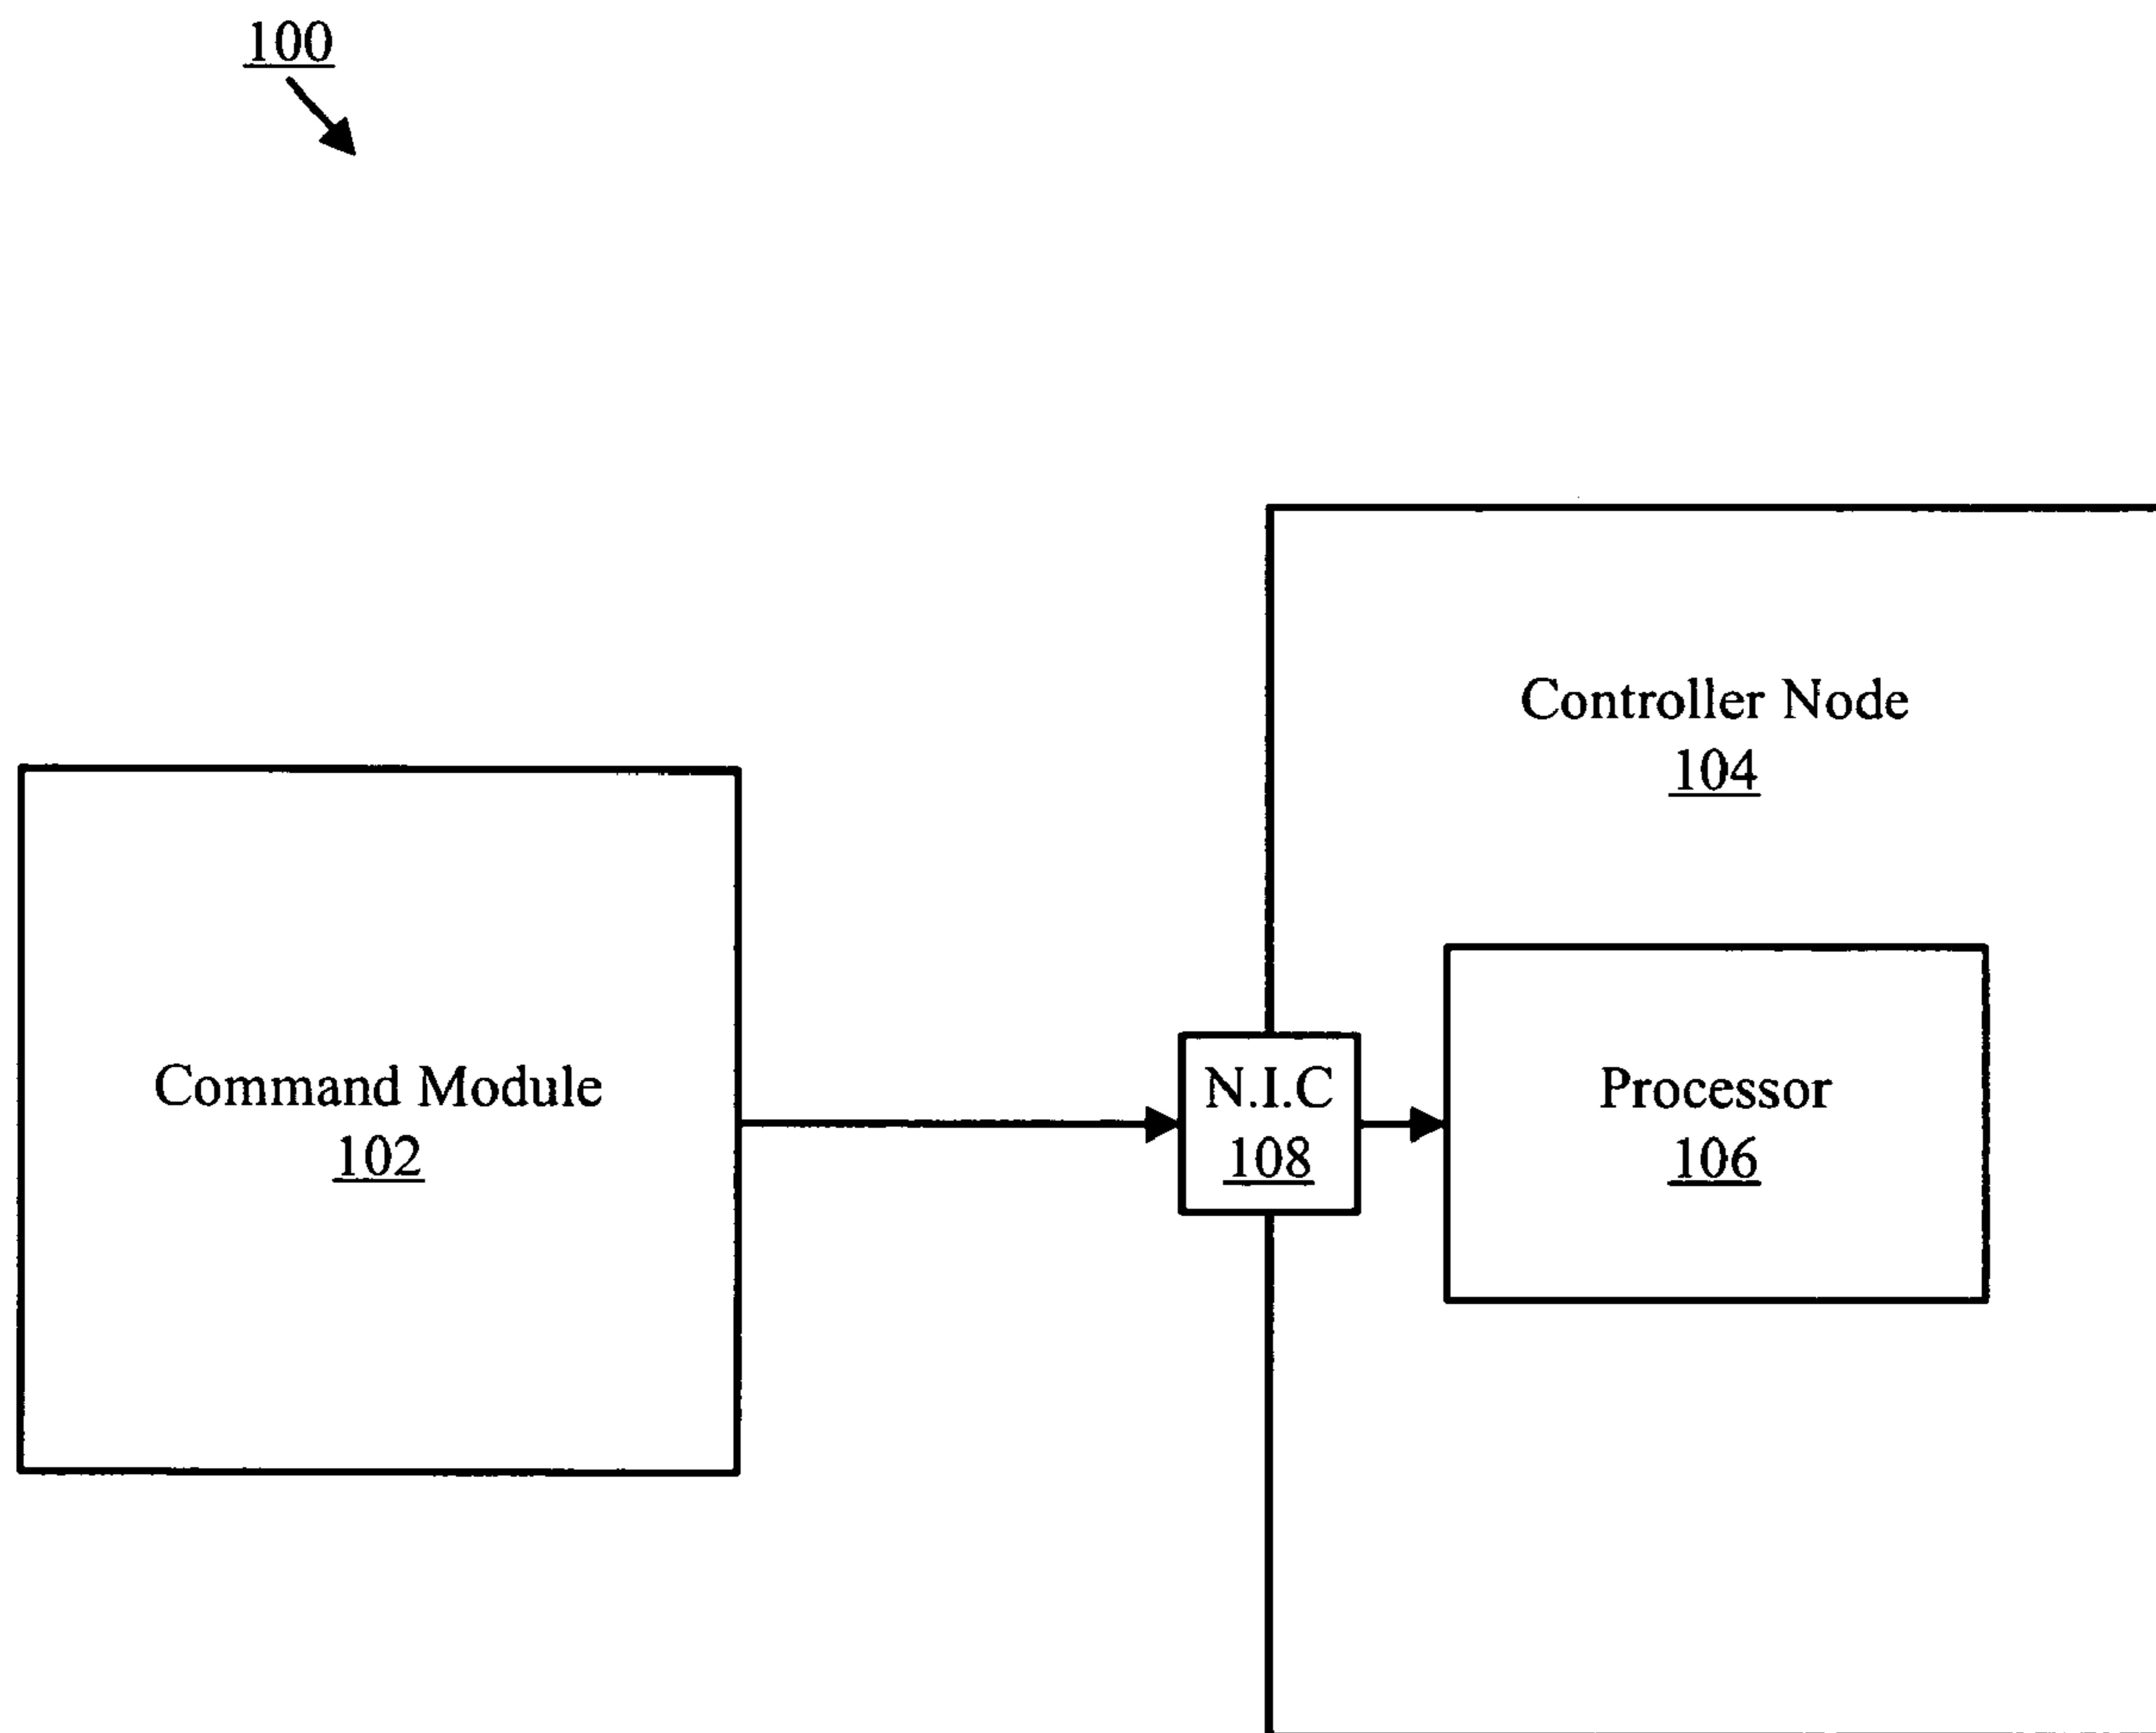 100
Controller Node
104
Command Module
102
N.I.C
108
Processor
106